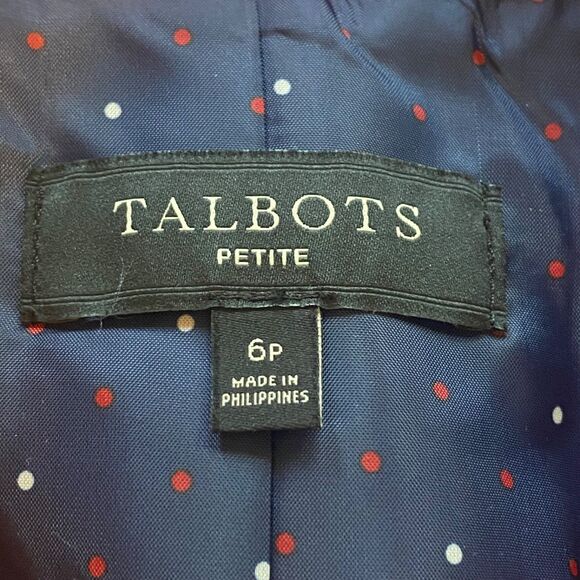 TALBOTS
PETITE
6P
MADE IN
PHILIPPINES